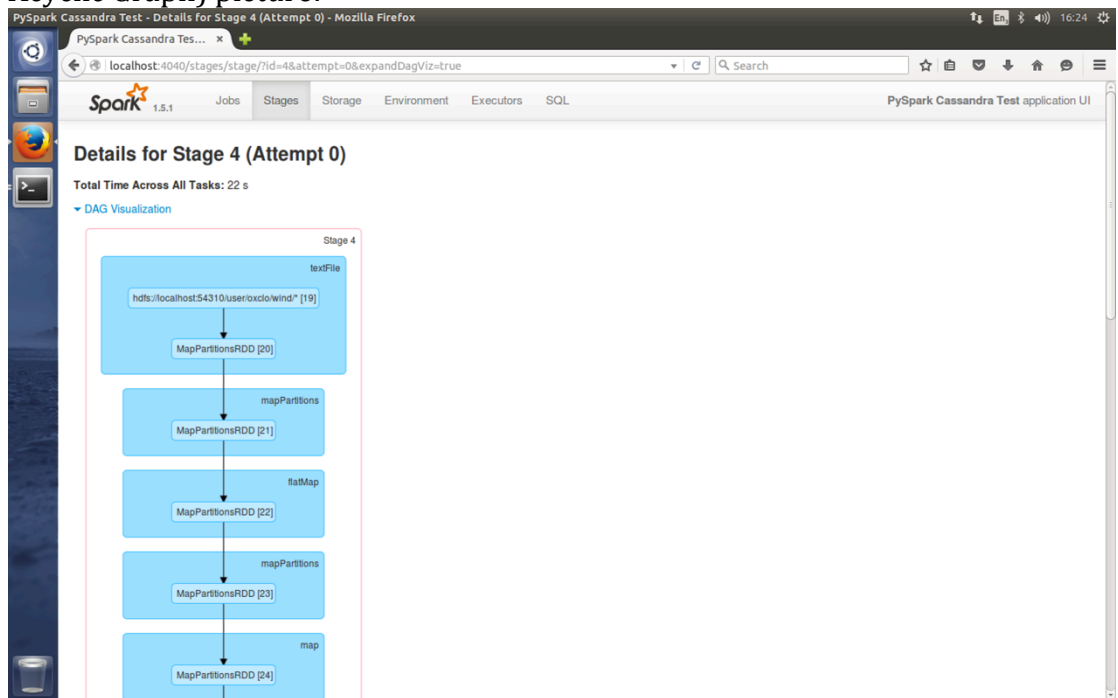 Acyclic Graph) picture.
PySpark Cassandra Test - Details for Stage 4 (Attempt 0) - Mozilla Firefox
En
16:24
PySpark Cassandra Tes... ×
localhost:4040/stages/stage/?id=4&attempt=0&expandDagViz=true
Search
Spark 1.5.1 Jobs Stages Storage Environment Executors SQL PySpark Cassandra Test application UI
Details for Stage 4 (Attempt 0)
Total Time Across All Tasks: 22 s
DAG Visualization
Stage 4
textFile
hdfs://localhost:54310/user/oxclo/wind/* [19]
MapPartitionsRDD [20]
mapPartitions
MapPartitionsRDD [21]
flatMap
MapPartitionsRDD [22]
mapPartitions
MapPartitionsRDD [23]
map
MapPartitionsRDD [24]